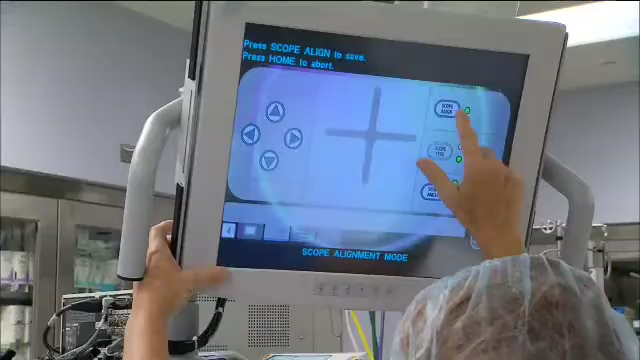 Press SCOPE ALIGN to save.
Press HOME to abort.
SCOPE
ALIGN
SCOPE
TYPE
SCOPE
ANGLE
SCOPE ALIGNMENT MODE